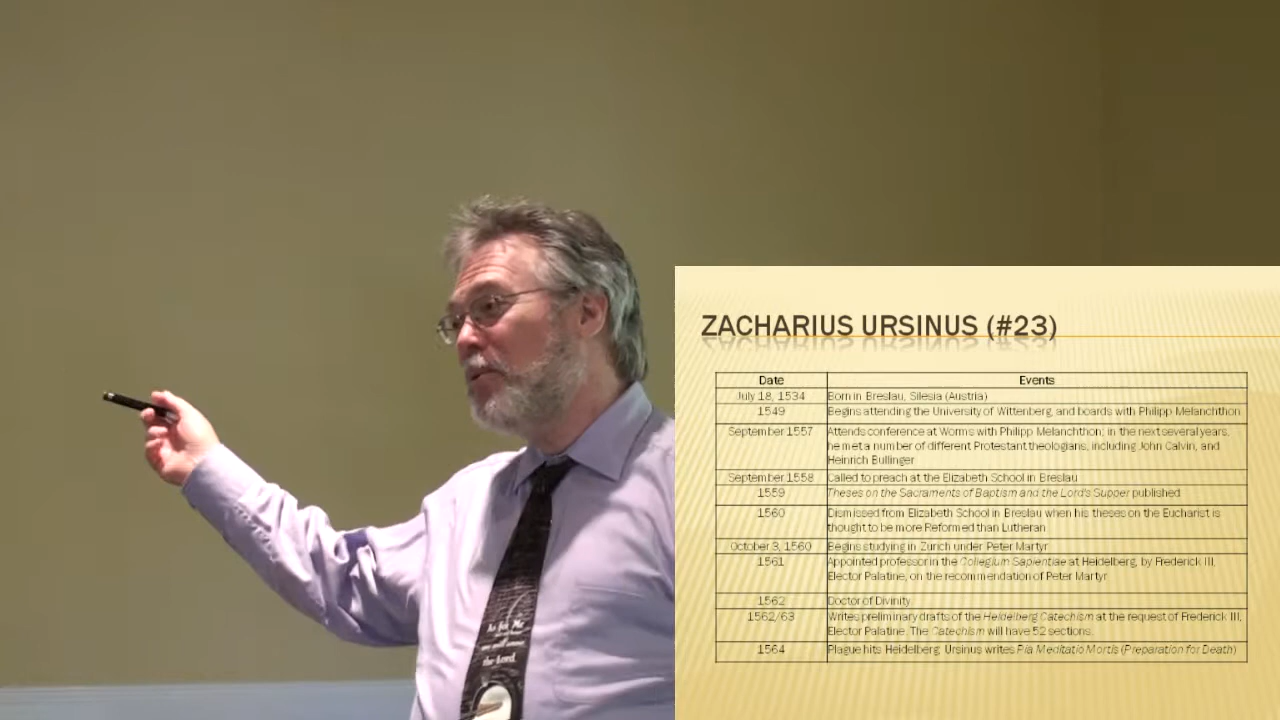 ZACHARIUS URSINUS (#23)
Date Events
July 18, 1534 Born in Breslau, Silesia (Austria)
1549 Begins attending the University of Wittenberg, and boards with Philipp Melanchthon.
September 1557 Attends conference at Worms with Philipp Melanchthon; in the next several years,
he met a number of different Protestant theologians, including John Calvin, and
Heinrich Bullinger
September 1558 Called to preach at the Elizabeth School in Breslau
1559 Theses on the Sacraments of Baptism and the Lord's Supper published
1560 Dismissed from Elizabeth School in Breslau when his theses on the Eucharist is
thought to be more Reformed than Lutheran
October 3, 1560 Begins studying in Zurich under Peter Martyr
1561 Appointed professor in the Collegium Sapientiae at Heidelberg, by Frederick III,
Elector Palatine, on the recommendation of Peter Martyr
1562 Doctor of Divinity
1562/63 Writes preliminary drafts of the Heidelberg Catechism at the request of Frederick III,
Elector Palatine. The Catechism will have 52 sections.
1564 Plague hits Heidelberg; Ursinus writes Pia Meditatio Mortis (Preparation for Death)
As for Me
the Lord.